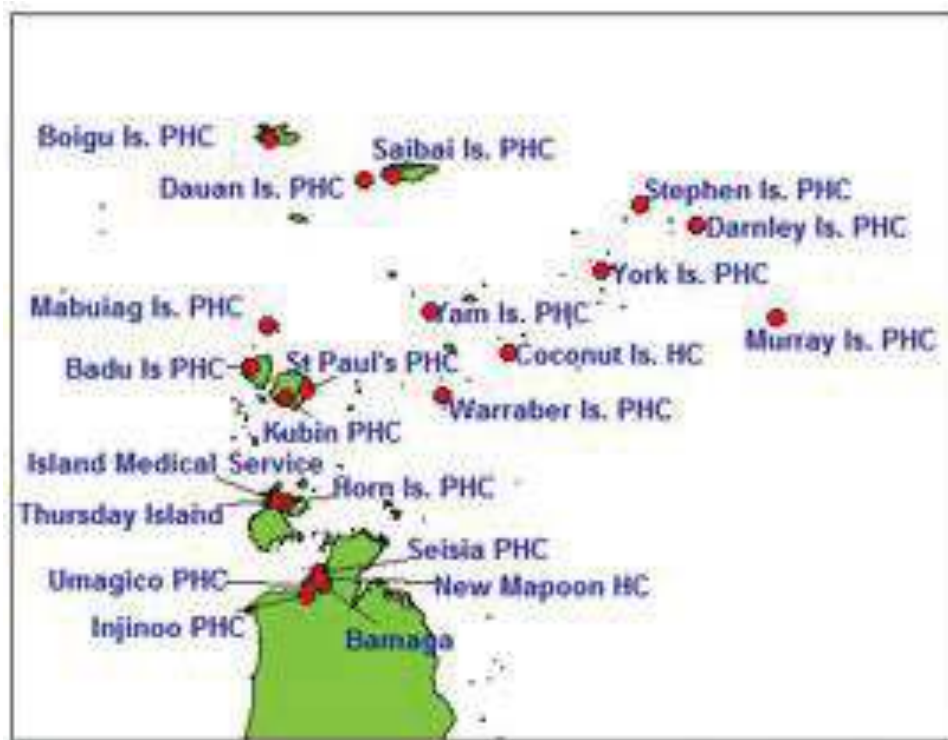 Boigu Is. PHC
Saibai Is. PHC
Dauan Is. PHC
Stephen Is. PHC
Darnley Is. PHC
York Is. PHC
Mabuiag Is. PHC
Yam Is. PHC
Murray Is. PHC
Badu Is PHC
St Paul's PHC
Coconut Is. HC
Warraber Is. PHC
Kubin PHC
Island Medical Service
Horn Is. PHC
Thursday Island
Seisia PHC
Umagico PHC
New Mapoon HC
Injinoo PHC
Bamaga